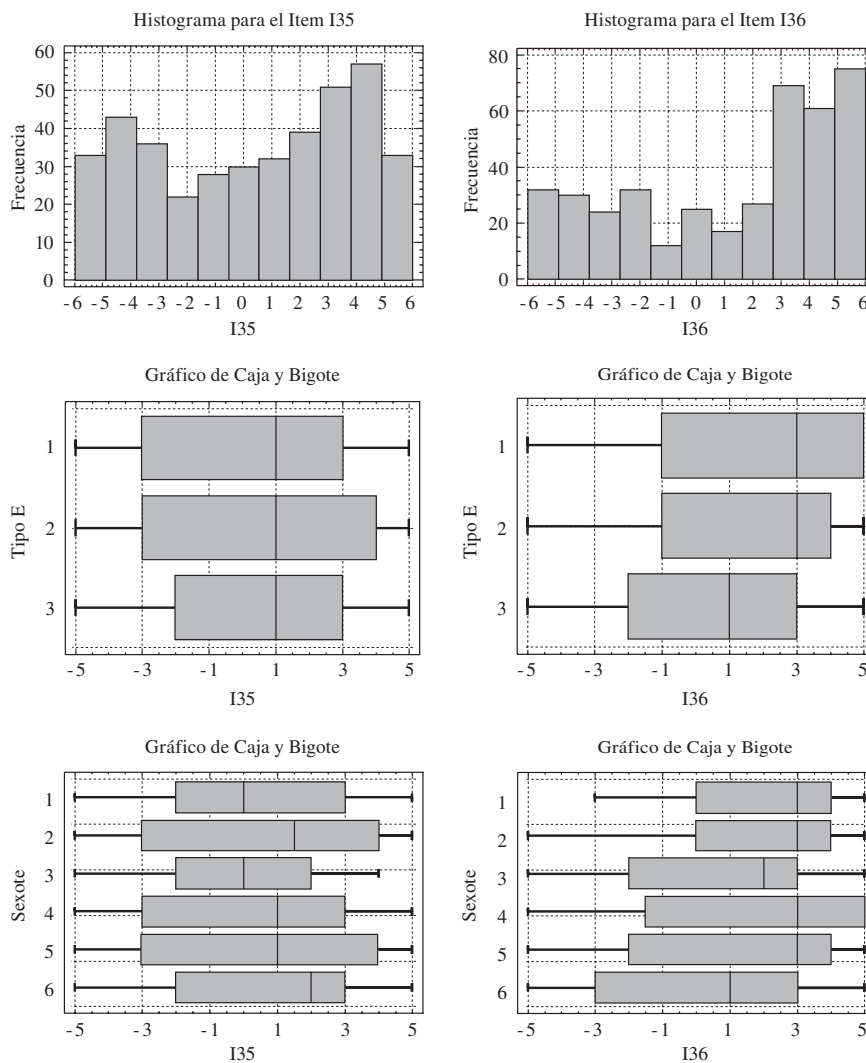 Histograma para el Item I35
60
50
40
30
20
10
0
Frecuencia
-6 -5 -4 -3 -2 -1 0 1 2 3 4 5 6
I35
Histograma para el Item I36
80
60
40
20
0
Frecuencia
-6 -5 -4 -3 -2 -1 0 1 2 3 4 5 6
I36
Gráfico de Caja y Bigote
1
2
3
Tipo E
-5 -3 -1 1 3 5
I35
Gráfico de Caja y Bigote
1
2
3
Tipo E
-5 -3 -1 1 3 5
I36
Gráfico de Caja y Bigote
1
2
3
4
5
6
Sexote
-5 -3 -1 1 3 5
I35
Gráfico de Caja y Bigote
1
2
3
4
5
6
Sexote
-5 -3 -1 1 3 5
I36